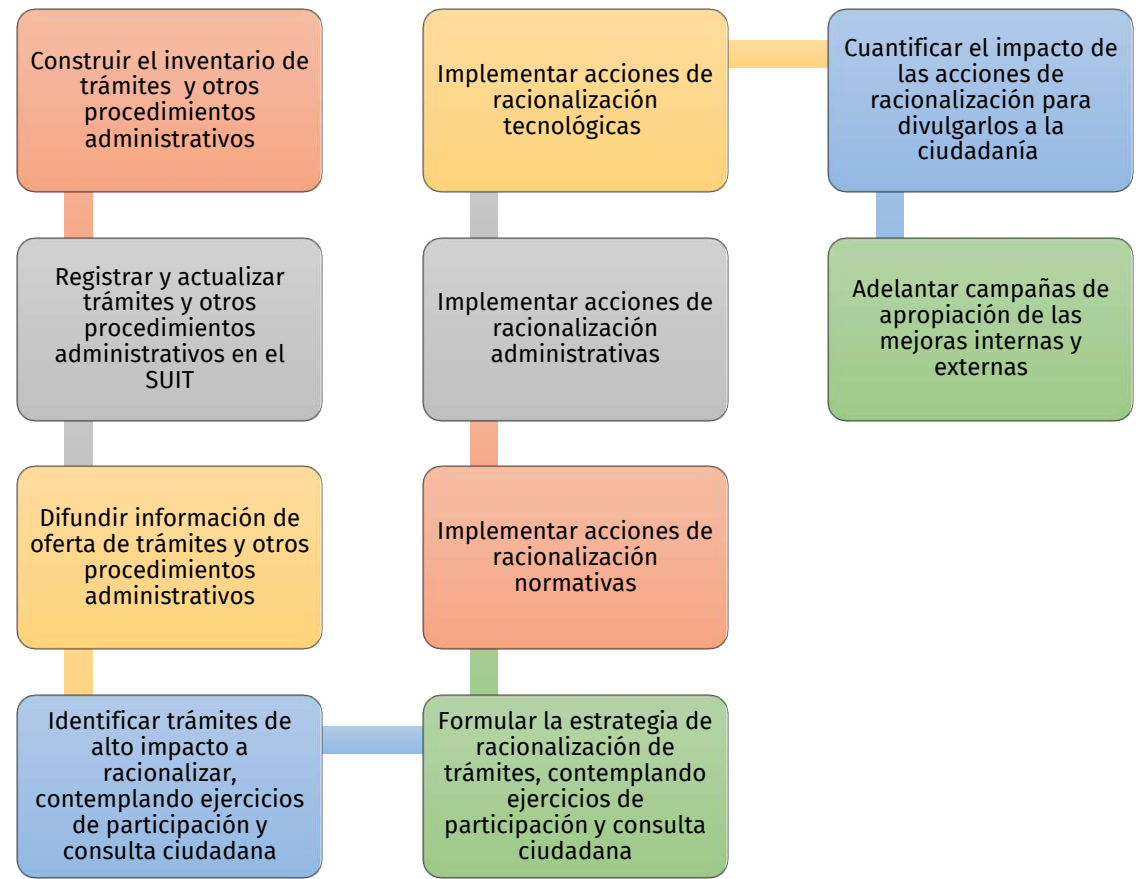 Construir el inventario de
trámites y otros
procedimientos
administrativos
Registrar y actualizar
trámites y otros
procedimientos
administrativos en el
SUIT
Difundir información de
oferta de trámites y otros
procedimientos
administrativos
Identificar trámites de
alto impacto a
racionalizar,
contemplando ejercicios
de participación y
consulta ciudadana
Formular la estrategia de
racionalización de
trámites, contemplando
ejercicios de
participación y consulta
ciudadana
Implementar acciones de
racionalización
normativas
Implementar acciones de
racionalización
administrativas
Implementar acciones de
racionalización
tecnológicas
Cuantificar el impacto de
las acciones de
racionalización para
divulgarlos a la
ciudadanía
Adelantar campañas de
apropiación de las
mejoras internas y
externas